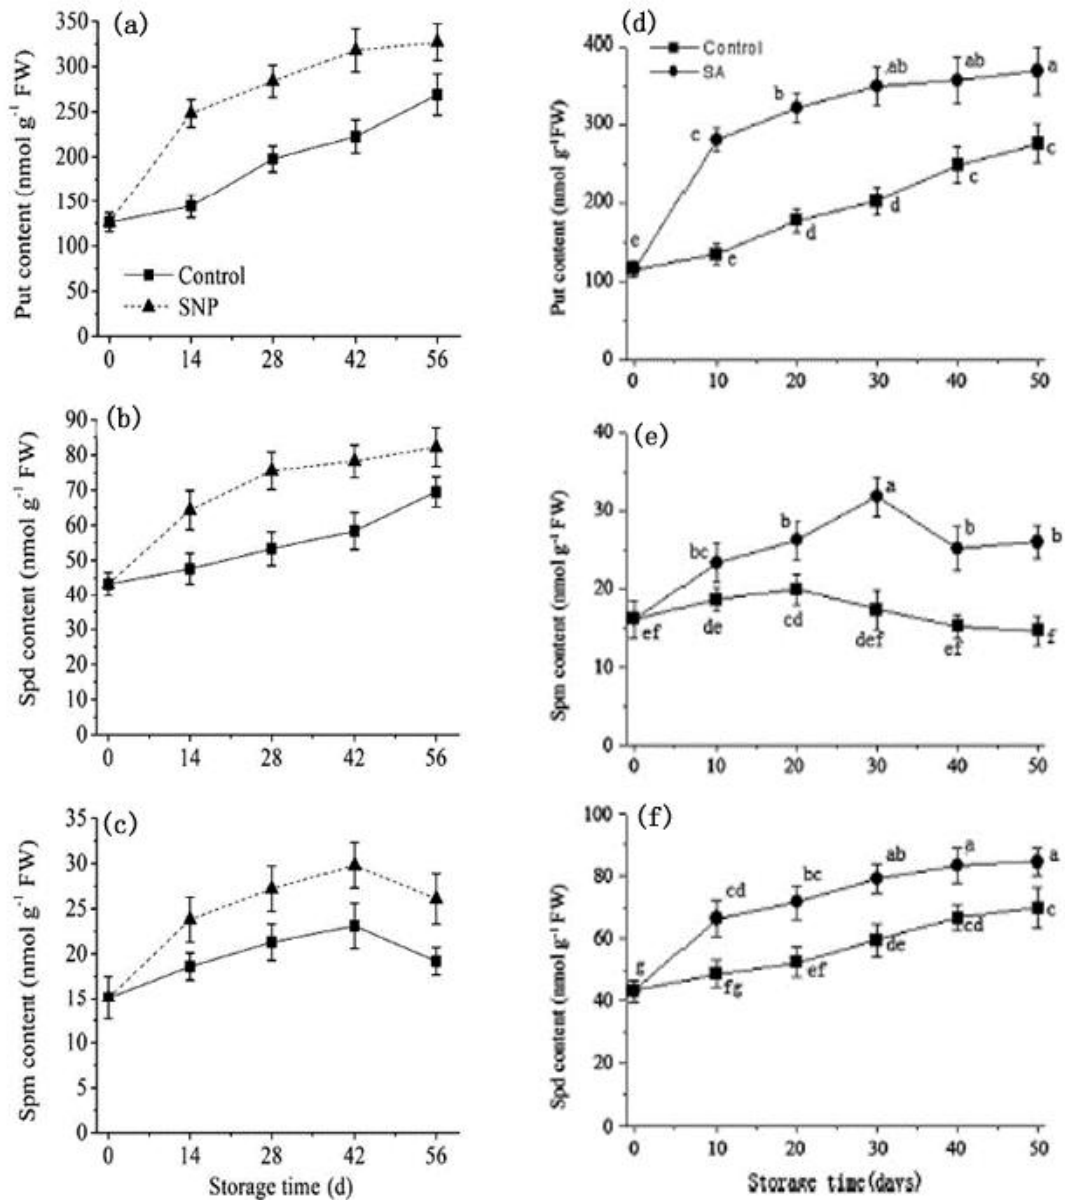 (a)
350
300
250
200
150
100
50
0
Put content (nmol g⁻¹ FW)
Control
SNP
0 14 28 42 56
(b)
90
80
70
60
50
40
30
20
10
0
Spd content (nmol g⁻¹ FW)
0 14 28 42 56
(c)
35
30
25
20
15
10
5
0
Spm content (nmol g⁻¹ FW)
0 14 28 42 56
Storage time (d)
(d)
400
300
200
100
0
Put content (nmol g⁻¹FW)
Control
SA
e c b ab ab a
e d d c c
0 10 20 30 40 50
(e)
40
30
20
10
0
Spm content (nmol g⁻¹ FW)
bc b a b b
ef de cd def ef f
0 10 20 30 40 50
(f)
100
80
60
40
20
0
Spd content (nmol g⁻¹ FW)
g cd bc ab a a
fg ef de cd c
0 10 20 30 40 50
Storage time(days)